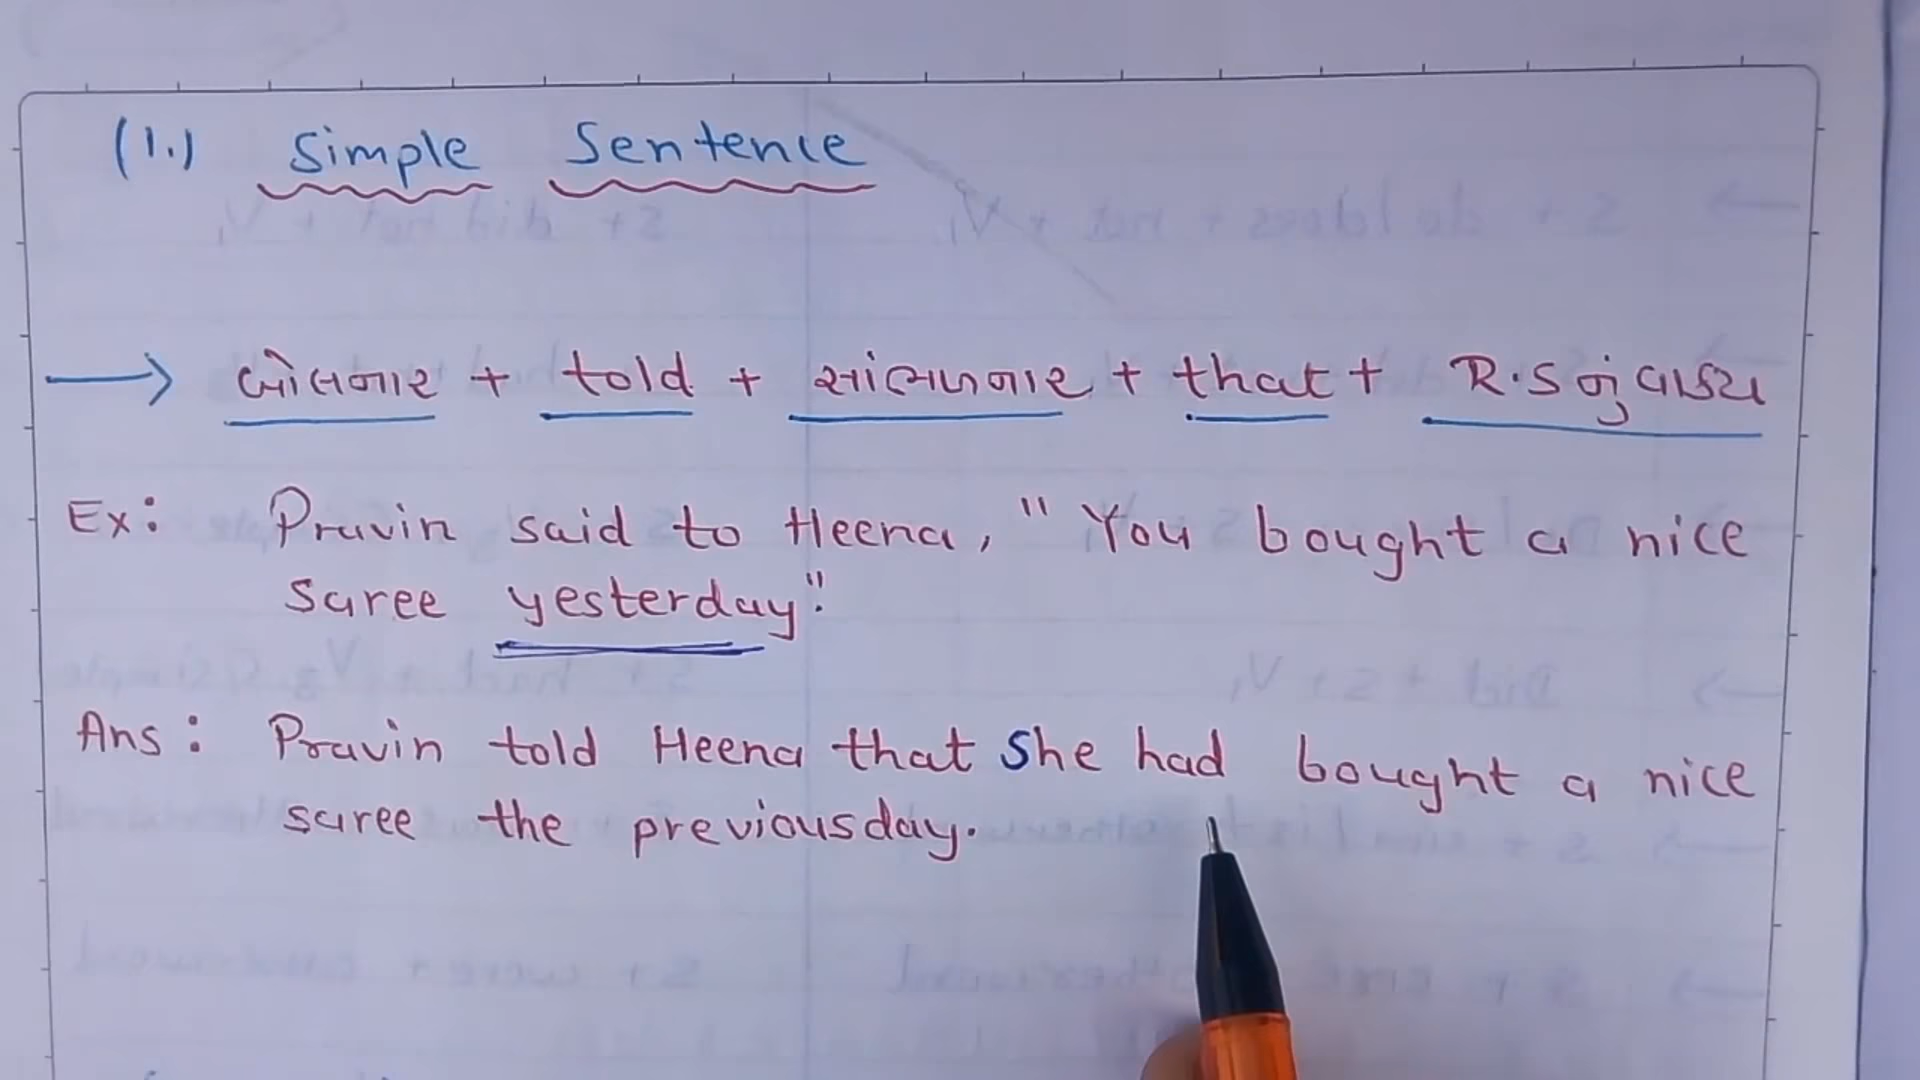 (1.) Simple Sentence
→ બોલનાર + told + સાંભળનાર + that + R.S નું વાક્ય
Ex: Pravin said to Heena, "You bought a nice
saree yesterday".
Ans: Pravin told Heena that She had bought a nice
saree the previousday.